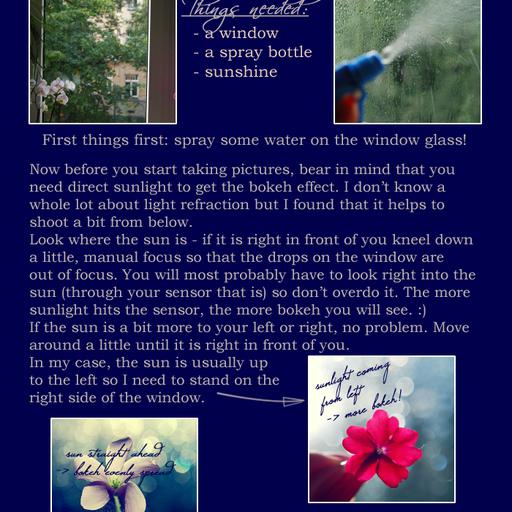 Things needed:
- a window
- a spray bottle
- sunshine
First things first: spray some water on the window glass!
Now before you start taking pictures, bear in mind that you
need direct sunlight to get the bokeh effect. I don't know a
whole lot about light refraction but I found that it helps to
shoot a bit from below.
Look where the sun is - if it is right in front of you kneel down
a little, manual focus so that the drops on the window are
out of focus. You will most probably have to look right into the
sun (through your sensor that is) so don't overdo it. The more
sunlight hits the sensor, the more bokeh you will see. :)
If the sun is a bit more to your left or right, no problem. Move
around a little until it is right in front of you.
In my case, the sun is usually up
to the left so I need to stand on the
right side of the window.
sunlight coming
from left
-> more bokeh!
sun straight ahead
-> bokeh evenly spread